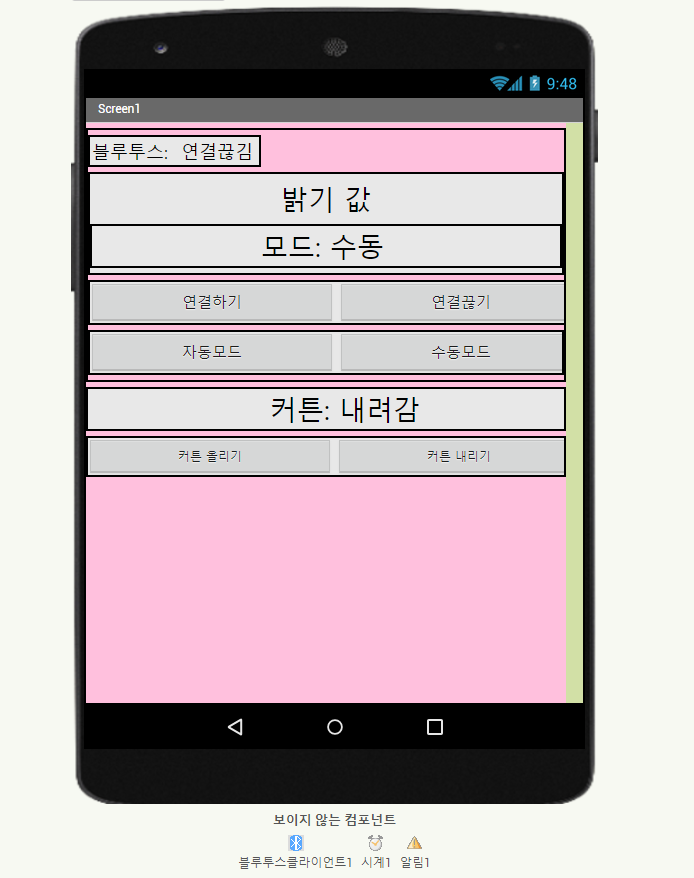 9:48
Screen1
블루투스: 연결끊김
밝기 값
모드: 수동
연결하기 연결끊기
자동모드 수동모드
커튼: 내려감
커튼 올리기 커튼 내리기
보이지 않는 컴포넌트
블루투스클라이언트1 시계1 알림1